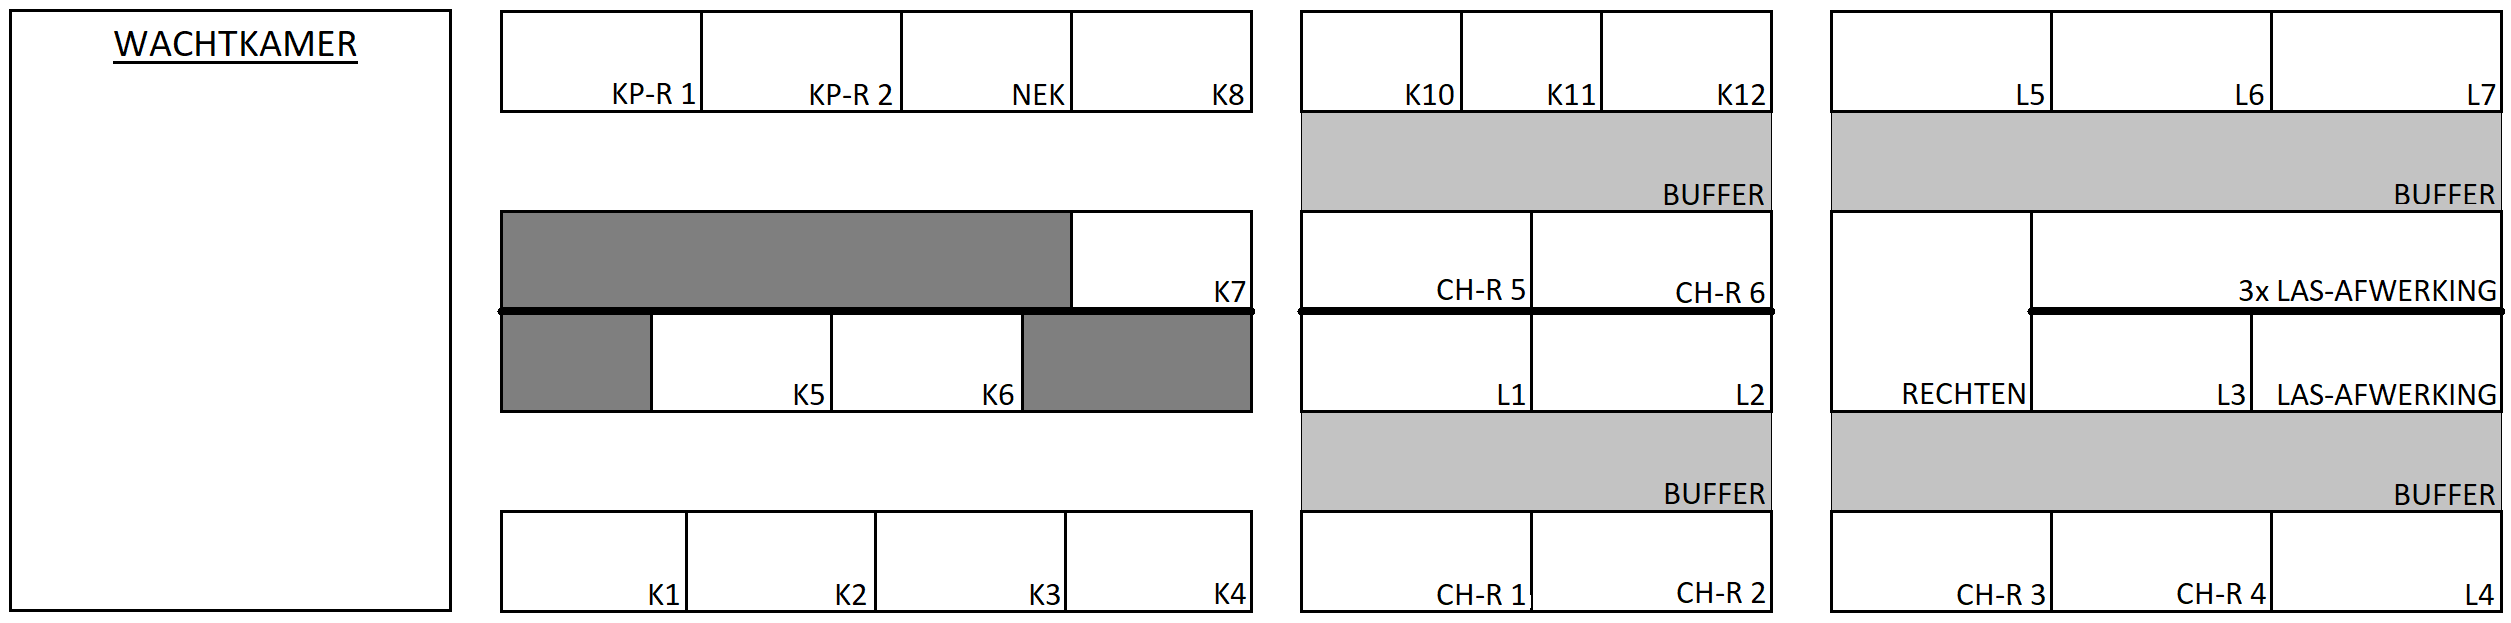 WACHTKAMER
KP-R 1
KP-R 2
NEK
K8
K10
K11
K12
L5
L6
L7
BUFFER
BUFFER
K7
CH-R 5
CH-R 6
3x LAS-AFWERKING
K5
K6
L1
L2
RECHTEN
L3
LAS-AFWERKING
BUFFER
BUFFER
K1
K2
K3
K4
CH-R 1
CH-R 2
CH-R 3
CH-R 4
L4